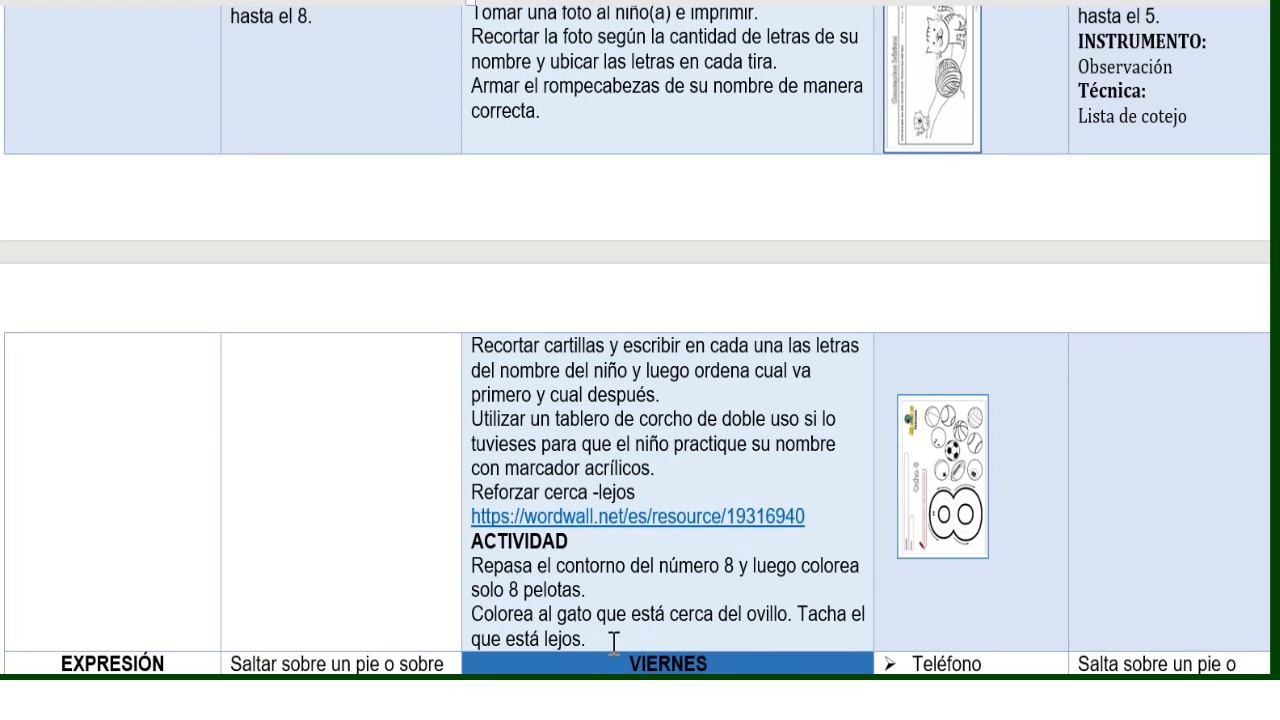 hasta el 8.
Tomar una foto al niño(a) e imprimir.
Recortar la foto según la cantidad de letras de su
nombre y ubicar las letras en cada tira.
Armar el rompecabezas de su nombre de manera
correcta.
hasta el 5.
INSTRUMENTO:
Observación
Técnica:
Lista de cotejo
Recortar cartillas y escribir en cada una las letras
del nombre del niño y luego ordena cual va
primero y cual después.
Utilizar un tablero de corcho de doble uso si lo
tuvieses para que el niño practique su nombre
con marcador acrílicos.
Reforzar cerca -lejos
https://wordwall.net/es/resource/19316940
ACTIVIDAD
Repasa el contorno del número 8 y luego colorea
solo 8 pelotas.
Colorea al gato que está cerca del ovillo. Tacha el
que está lejos.
Ocho 8
8
EXPRESIÓN
Saltar sobre un pie o sobre
VIERNES
➢ Teléfono
Salta sobre un pie o